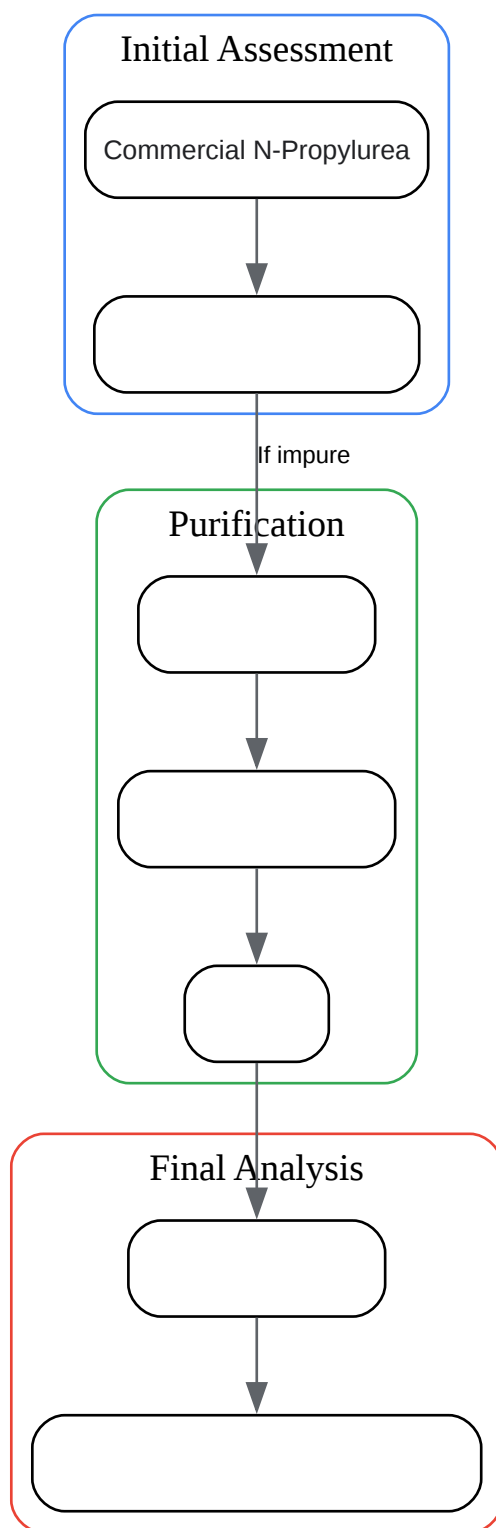 Initial Assessment
Commercial N-Propylurea
If impure
Purification
Final Analysis